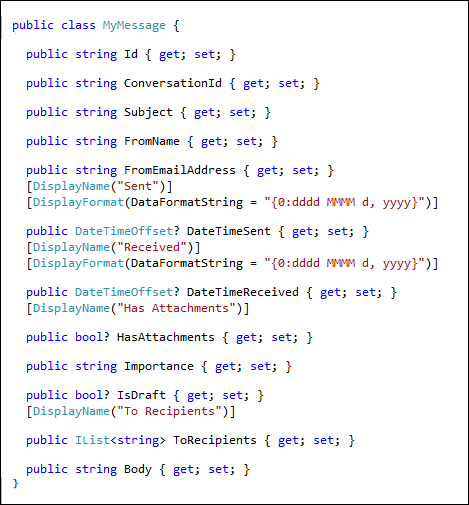 public class MyMessage {
public string Id { get; set; }
public string ConversationId { get; set; }
public string Subject { get; set; }
public string FromName { get; set; }
public string FromEmailAddress { get; set; }
[DisplayName("Sent")]
[DisplayFormat(DataFormatString = "{0:dddd MMMM d, yyyy}")]
public DateTimeOffset? DateTimeSent { get; set; }
[DisplayName("Received")]
[DisplayFormat(DataFormatString = "{0:dddd MMMM d, yyyy}")]
public DateTimeOffset? DateTimeReceived { get; set; }
[DisplayName("Has Attachments")]
public bool? HasAttachments { get; set; }
public string Importance { get; set; }
public bool? IsDraft { get; set; }
[DisplayName("To Recipients")]
public IList<string> ToRecipients { get; set; }
public string Body { get; set; }
}